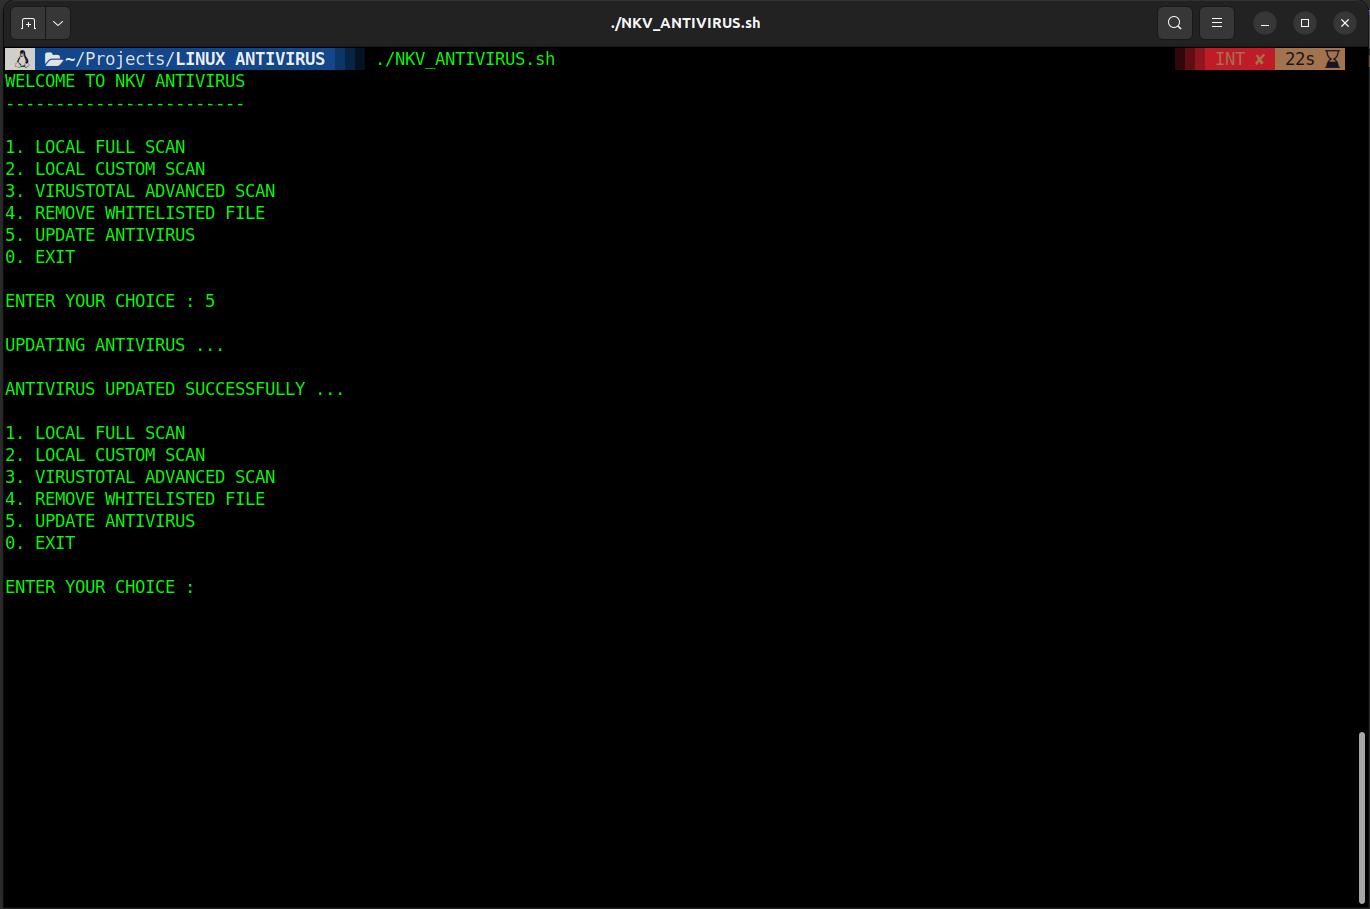 ./NKV_ANTIVIRUS.sh
~/Projects/LINUX ANTIVIRUS ./NKV_ANTIVIRUS.sh INT ✘ 22s
WELCOME TO NKV ANTIVIRUS
------------------------
1. LOCAL FULL SCAN
2. LOCAL CUSTOM SCAN
3. VIRUSTOTAL ADVANCED SCAN
4. REMOVE WHITELISTED FILE
5. UPDATE ANTIVIRUS
0. EXIT
ENTER YOUR CHOICE : 5
UPDATING ANTIVIRUS ...
ANTIVIRUS UPDATED SUCCESSFULLY ...
1. LOCAL FULL SCAN
2. LOCAL CUSTOM SCAN
3. VIRUSTOTAL ADVANCED SCAN
4. REMOVE WHITELISTED FILE
5. UPDATE ANTIVIRUS
0. EXIT
ENTER YOUR CHOICE :